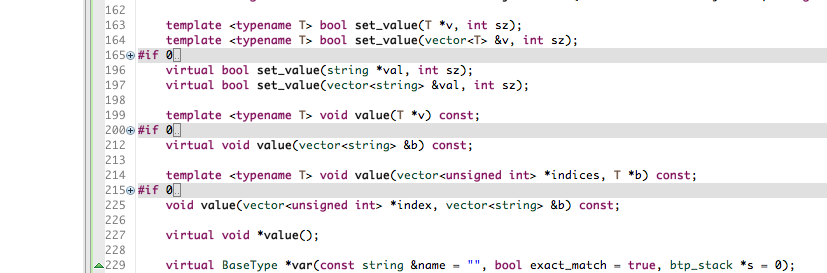 162
163 template <typename T> bool set_value(T *v, int sz);
164 template <typename T> bool set_value(vector<T> &v, int sz);
165 #if 0
196 virtual bool set_value(string *val, int sz);
197 virtual bool set_value(vector<string> &val, int sz);
198
199 template <typename T> void value(T *v) const;
200 #if 0
212 virtual void value(vector<string> &b) const;
213
214 template <typename T> void value(vector<unsigned int> *indices, T *b) const;
215 #if 0
225 void value(vector<unsigned int> *index, vector<string> &b) const;
226
227 virtual void *value();
228
229 virtual BaseType *var(const string &name = "", bool exact_match = true, btp_stack *s = 0);